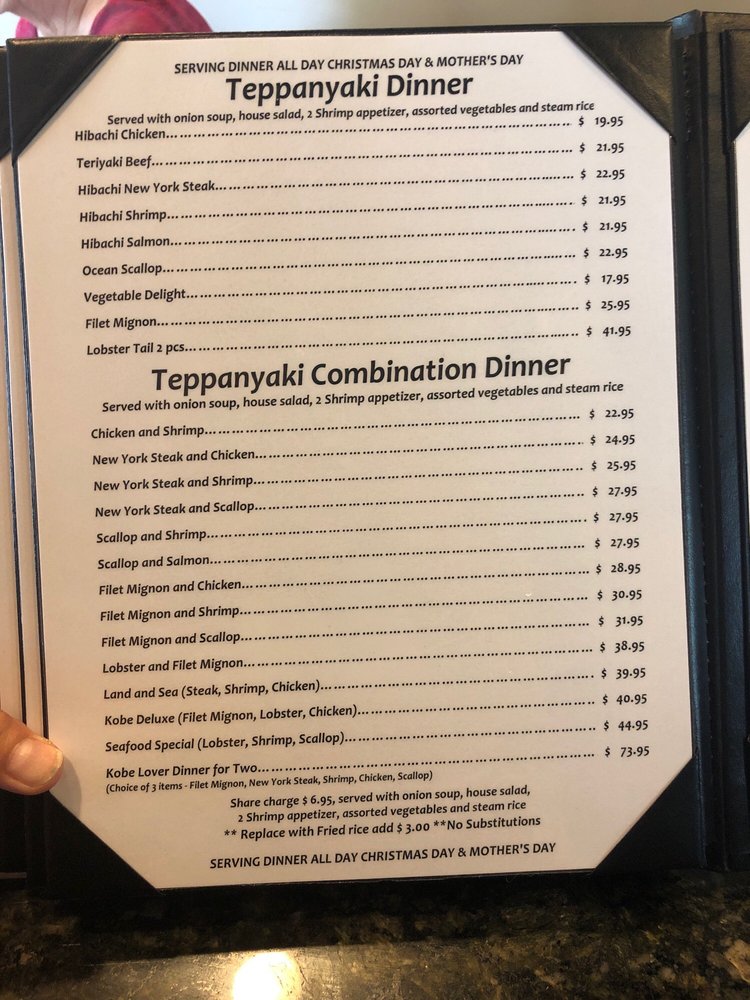 SERVING DINNER ALL DAY CHRISTMAS DAY & MOTHER'S DAY
Teppanyaki Dinner
Served with onion soup, house salad, 2 Shrimp appetizer, assorted vegetables and steam rice
Hibachi Chicken........................ $ 19.95
Teriyaki Beef........................ $ 21.95
Hibachi New York Steak........................ $ 22.95
Hibachi Shrimp........................ $ 21.95
Hibachi Salmon........................ $ 21.95
Ocean Scallop........................ $ 22.95
Vegetable Delight........................ $ 17.95
Filet Mignon........................ $ 25.95
Lobster Tail 2 pcs........................ $ 41.95
Teppanyaki Combination Dinner
Served with onion soup, house salad, 2 Shrimp appetizer, assorted vegetables and steam rice
Chicken and Shrimp........................ $ 22.95
New York Steak and Chicken........................ $ 24.95
New York Steak and Shrimp........................ $ 25.95
New York Steak and Scallop........................ $ 27.95
Scallop and Shrimp........................ $ 27.95
Scallop and Salmon........................ $ 27.95
Filet Mignon and Chicken........................ $ 28.95
Filet Mignon and Shrimp........................ $ 30.95
Filet Mignon and Scallop........................ $ 31.95
Lobster and Filet Mignon........................ $ 38.95
Land and Sea (Steak, Shrimp, Chicken)........................ $ 39.95
Kobe Deluxe (Filet Mignon, Lobster, Chicken)........................ $ 40.95
Seafood Special (Lobster, Shrimp, Scallop)........................ $ 44.95
Kobe Lover Dinner for Two........................ $ 73.95
(Choice of 3 items - Filet Mignon, New York Steak, Shrimp, Chicken, Scallop)
Share charge $ 6.95, served with onion soup, house salad,
2 Shrimp appetizer, assorted vegetables and steam rice
** Replace with Fried rice add $ 3.00 **No Substitutions
SERVING DINNER ALL DAY CHRISTMAS DAY & MOTHER'S DAY